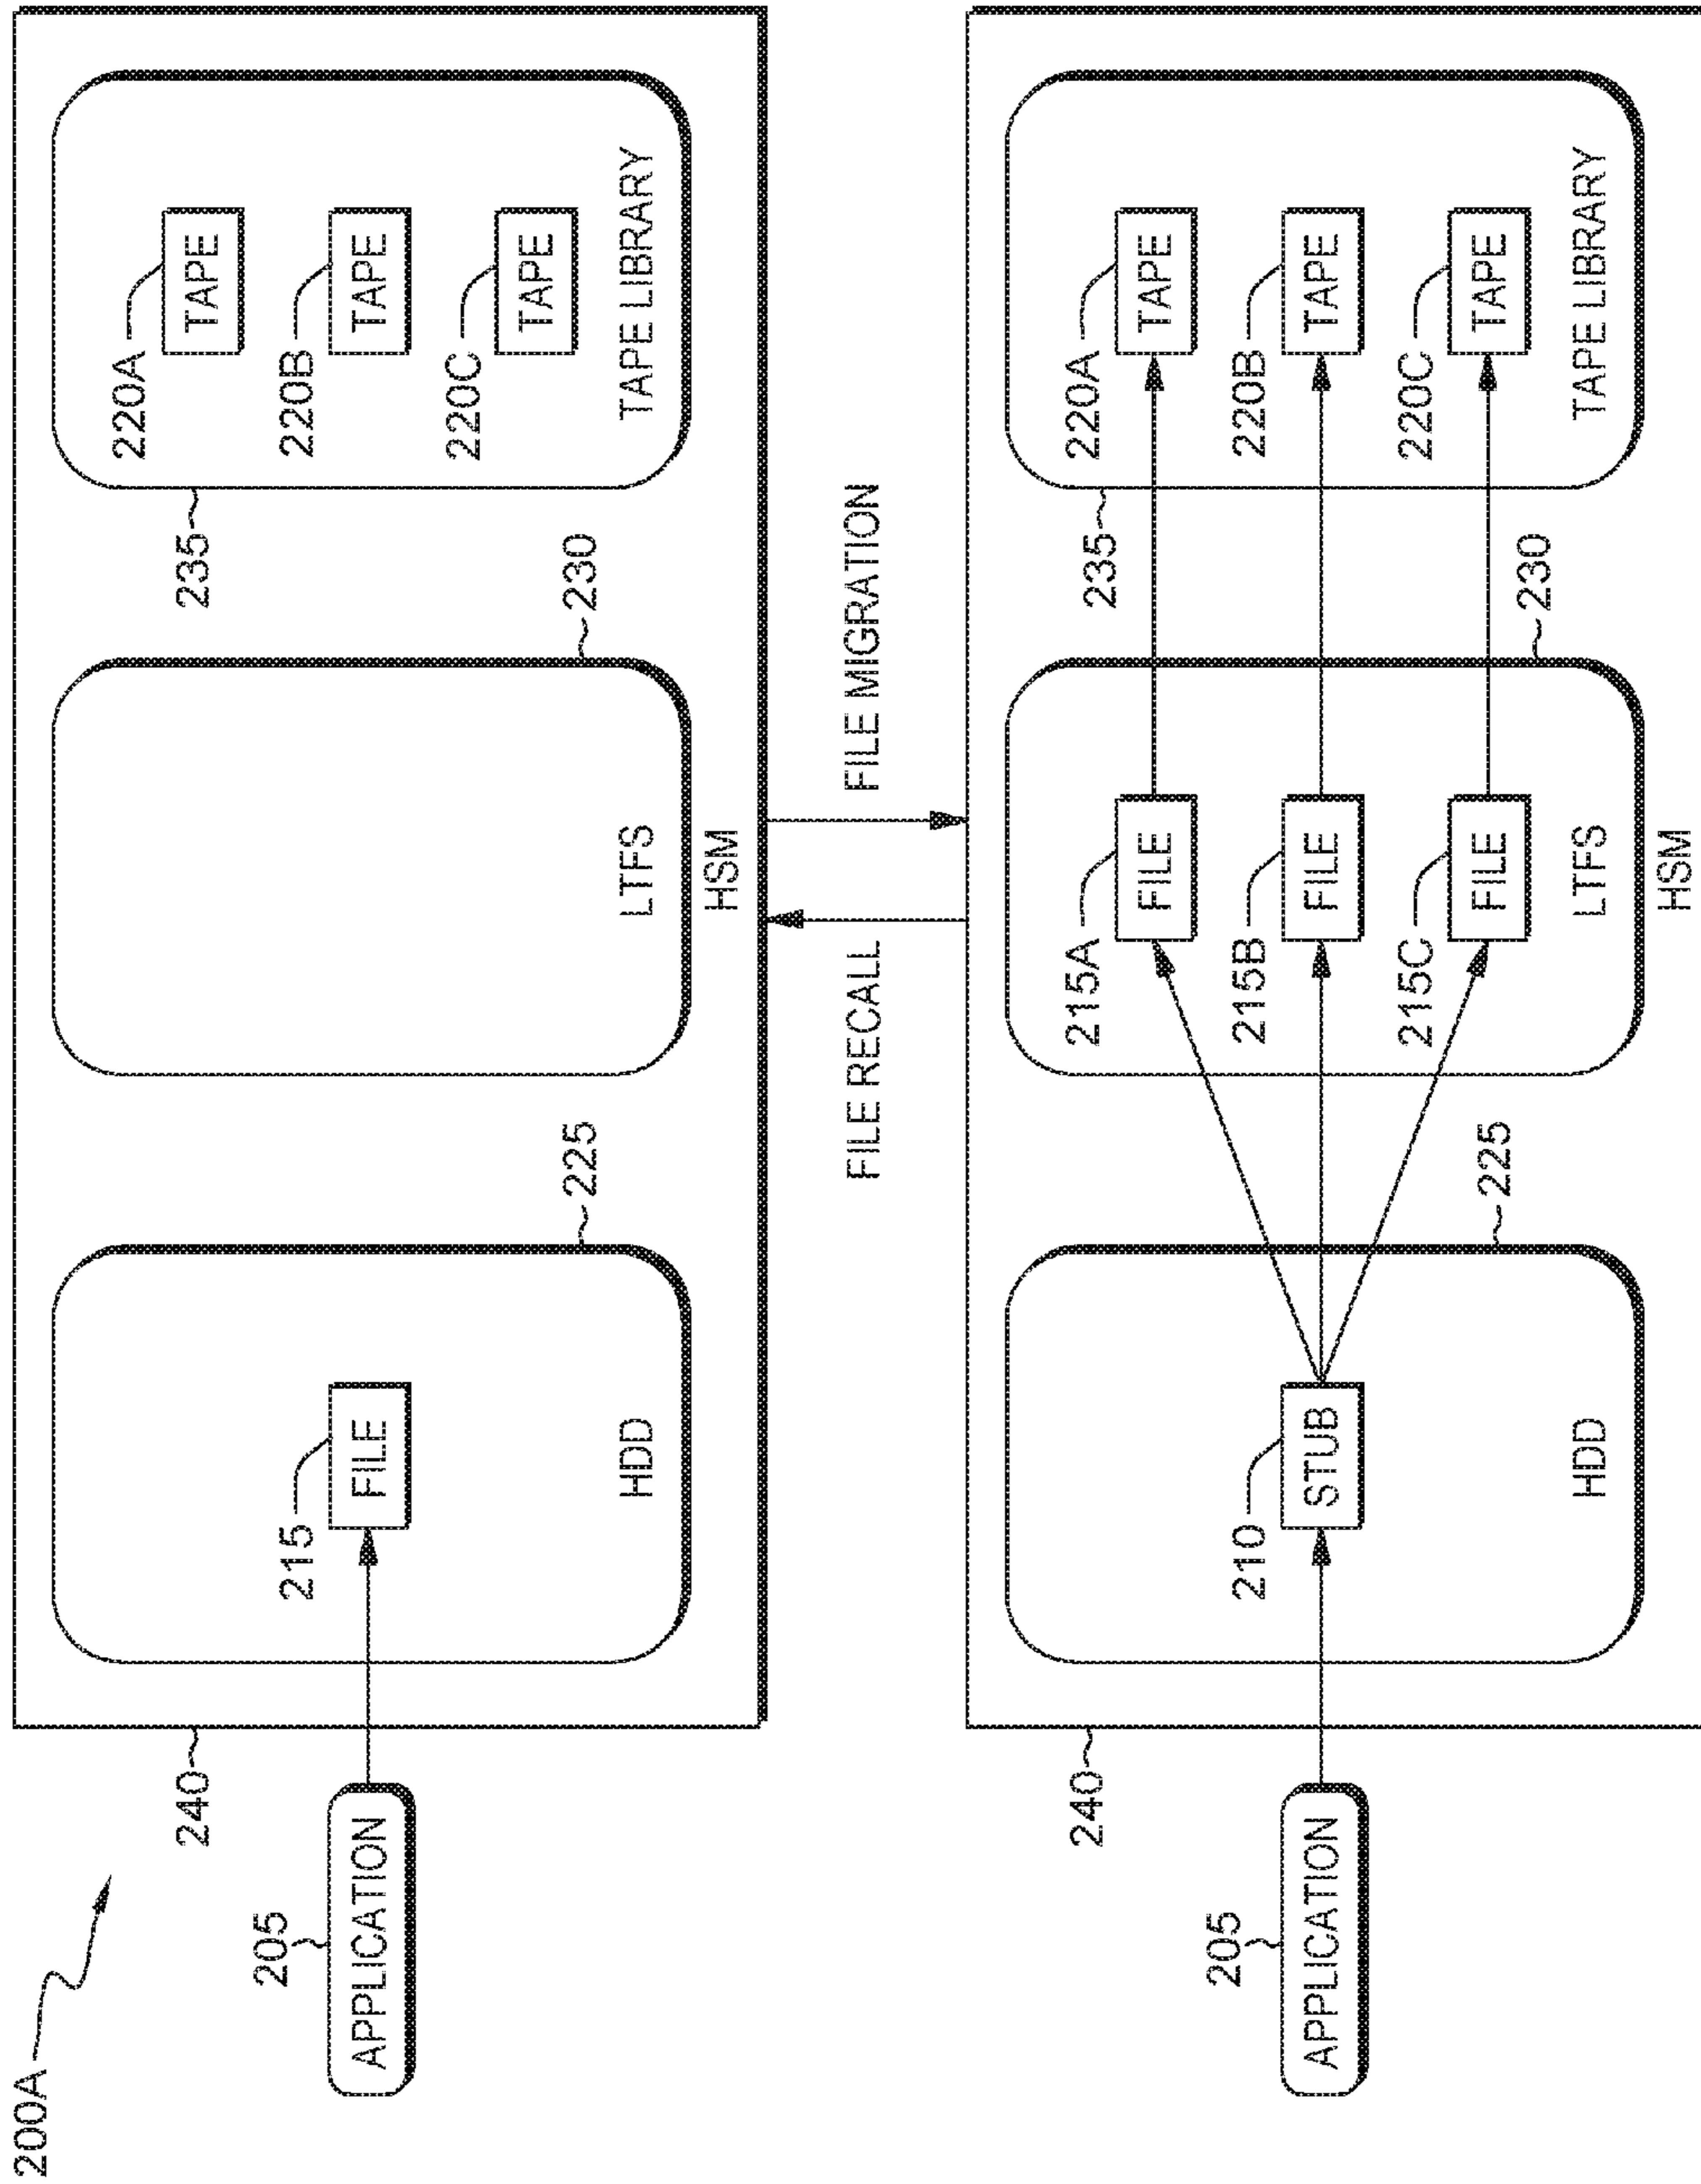 200A
240
205
APPLICATION
215
FILE
HDD
225
LTFS
230
HSM
235
220A
TAPE
220B
TAPE
220C
TAPE
TAPE LIBRARY
FILE RECALL
FILE MIGRATION
240
205
APPLICATION
210
STUB
HDD
225
215A
FILE
215B
FILE
215C
FILE
LTFS
230
HSM
235
220A
TAPE
220B
TAPE
220C
TAPE
TAPE LIBRARY